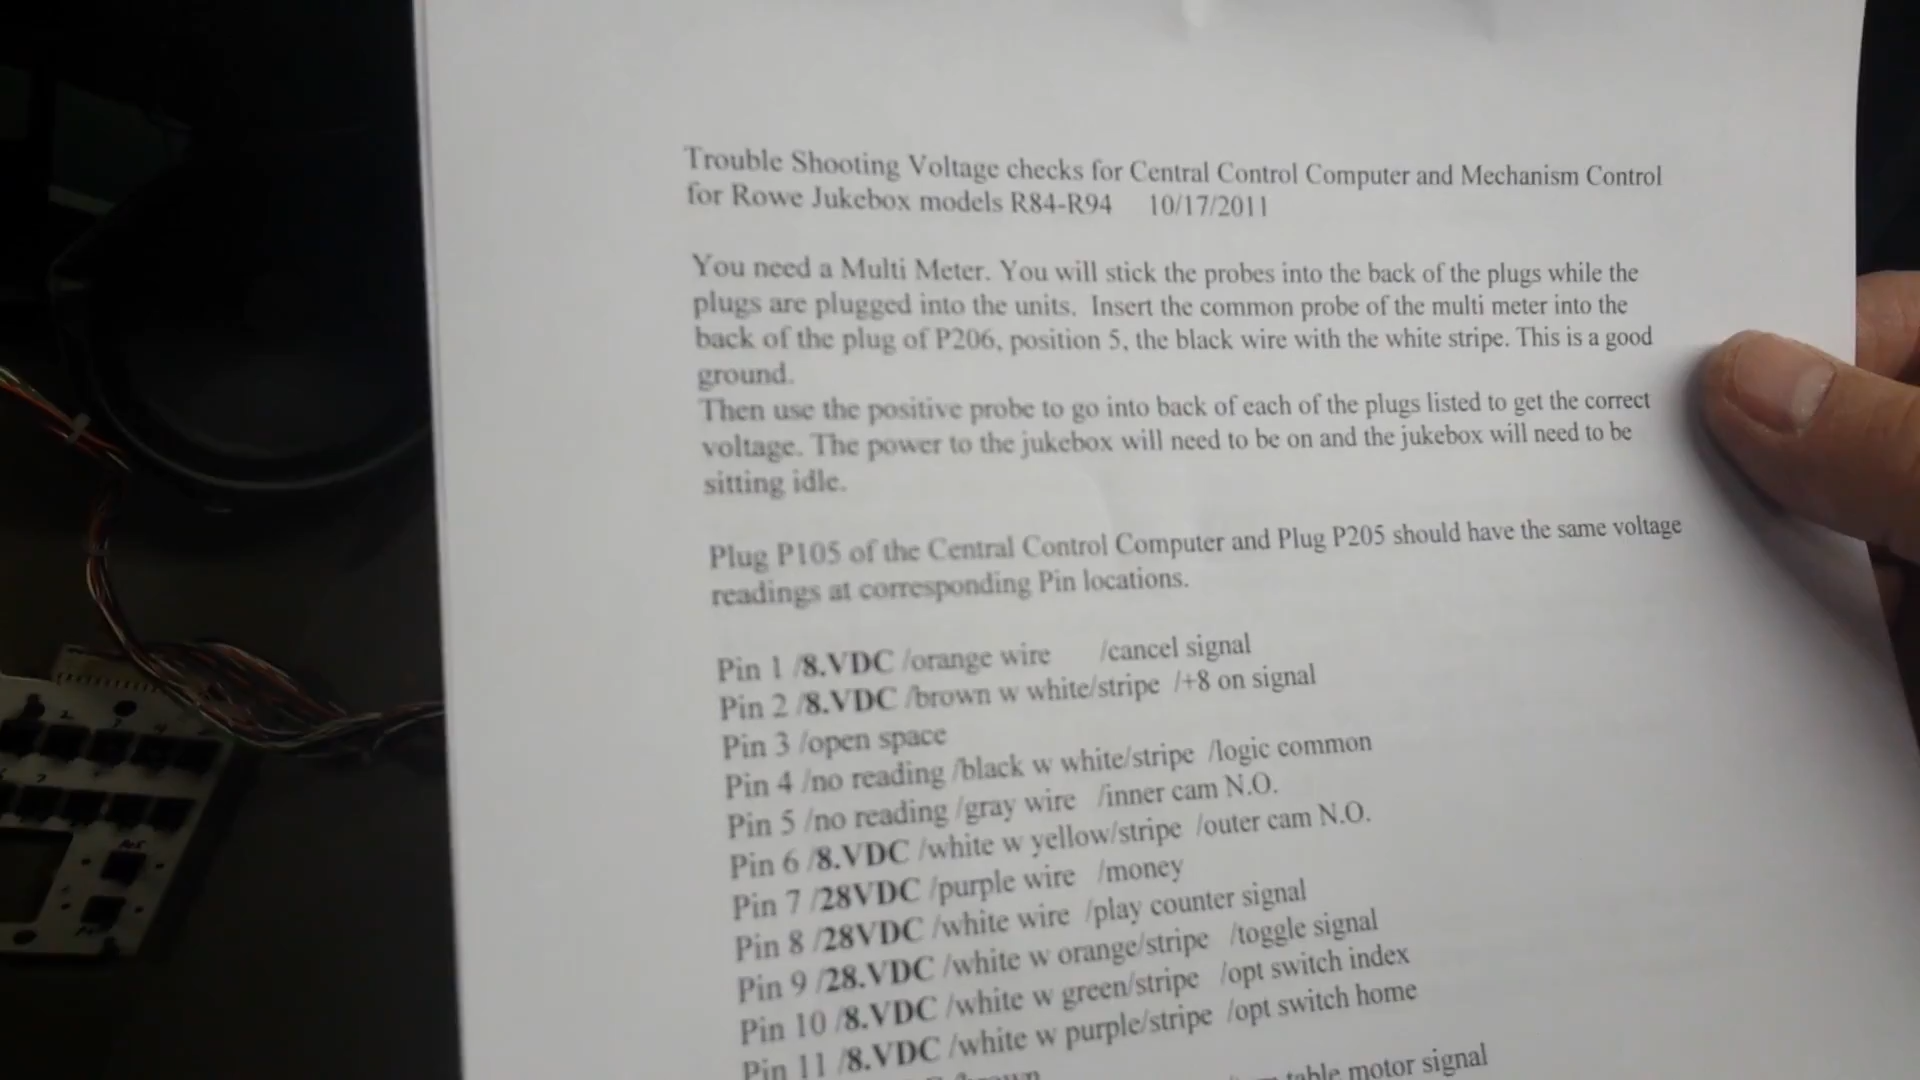 Trouble Shooting Voltage checks for Central Control Computer and Mechanism Control
for Rowe Jukebox models R84-R94 10/17/2011
You need a Multi Meter. You will stick the probes into the back of the plugs while the
plugs are plugged into the units. Insert the common probe of the multi meter into the
back of the plug of P206, position 5, the black wire with the white stripe. This is a good
ground.
Then use the positive probe to go into back of each of the plugs listed to get the correct
voltage. The power to the jukebox will need to be on and the jukebox will need to be
sitting idle.
Plug P105 of the Central Control Computer and Plug P205 should have the same voltage
readings at corresponding Pin locations.
Pin 1 /8.VDC /orange wire /cancel signal
Pin 2 /8.VDC /brown w white/stripe /+8 on signal
Pin 3 /open space
Pin 4 /no reading /black w white/stripe /logic common
Pin 5 /no reading /gray wire /inner cam N.O.
Pin 6 /8.VDC /white w yellow/stripe /outer cam N.O.
Pin 7 /28VDC /purple wire /money
Pin 8 /28VDC /white wire /play counter signal
Pin 9 /28.VDC /white w orange/stripe /toggle signal
Pin 10 /8.VDC /white w green/stripe /opt switch index
Pin 11 /8.VDC /white w purple/stripe /opt switch home
table motor signal